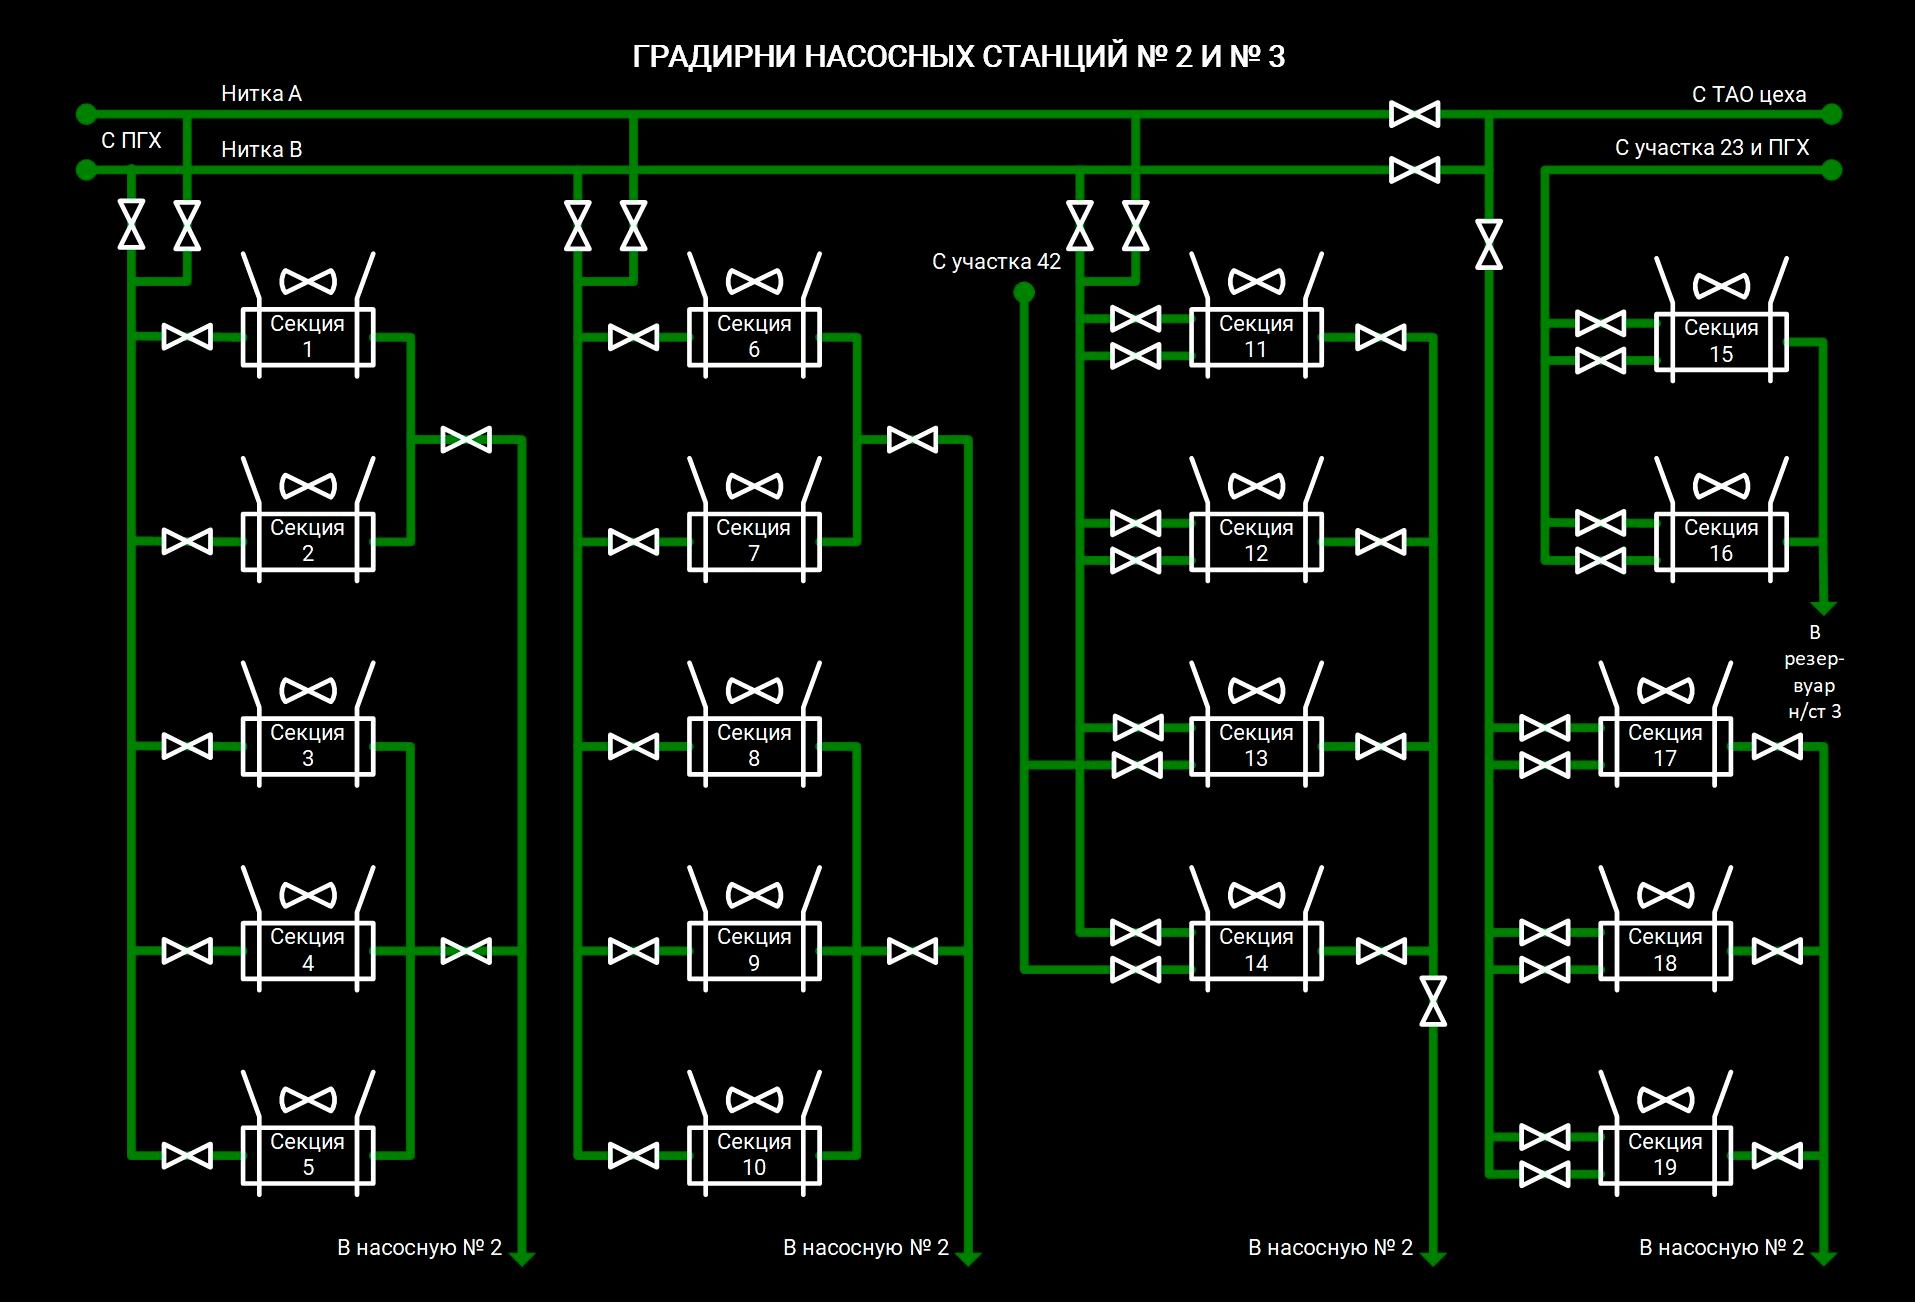 ГРАДИРНИ НАСОСНЫХ СТАНЦИЙ № 2 И № 3
Нитка А
С ТАО цеха
С ПГХ
Нитка В
С участка 23 и ПГХ
С участка 42
Секция
1
Секция
6
Секция
11
Секция
15
Секция
2
Секция
7
Секция
12
Секция
16
В
резер-
вуар
н/ст 3
Секция
3
Секция
8
Секция
13
Секция
17
Секция
4
Секция
9
Секция
14
Секция
18
Секция
5
Секция
10
Секция
19
В насосную № 2
В насосную № 2
В насосную № 2
В насосную № 2